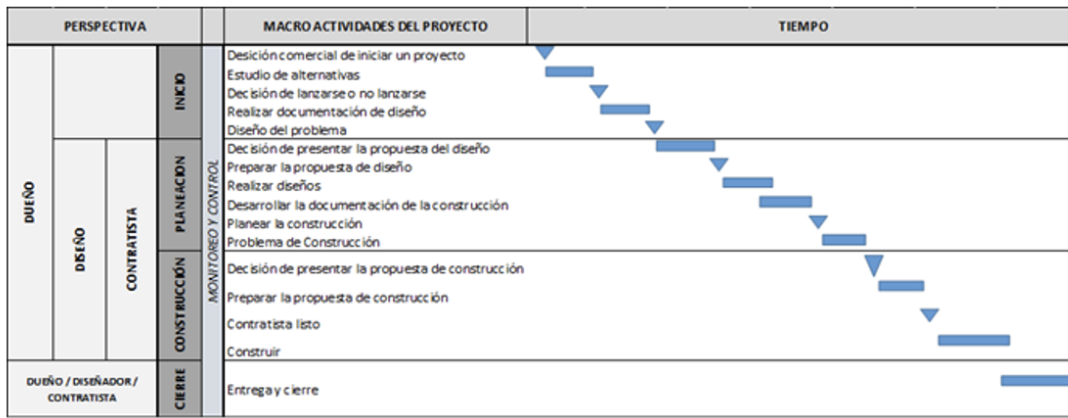 PERSPECTIVA MACRO ACTIVIDADES DEL PROYECTO TIEMPO
DUEÑO
DISEÑO
CONTRATISTA
INICIO
PLANEACION
CONSTRUCCIÓN
MONITOREO Y CONTROL
Desición comercial de iniciar un proyecto
Estudio de alternativas
Decisión de lanzarse o no lanzarse
Realizar documentación de diseño
Diseño del problema
Decisión de presentar la propuesta del diseño
Preparar la propuesta de diseño
Realizar diseños
Desarrollar la documentación de la construcción
Planear la construcción
Problema de Construcción
Decisión de presentar la propuesta de construcción
Preparar la propuesta de construcción
Contratista listo
Construir
DUEÑO / DISEÑADOR /
CONTRATISTA
CIERRE
Entrega y cierre